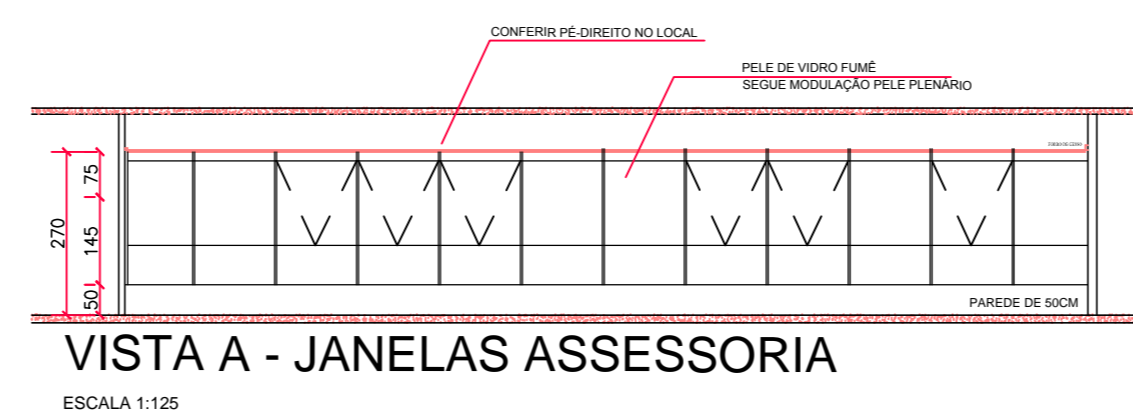 CONFERIR PÉ-DIREITO NO LOCAL
PELE DE VIDRO FUMÊ
SEGUE MODULAÇÃO PELE PLENÁRIO
270
75
145
50
PAREDE DE 50CM
VISTA A - JANELAS ASSESSORIA
ESCALA 1:125